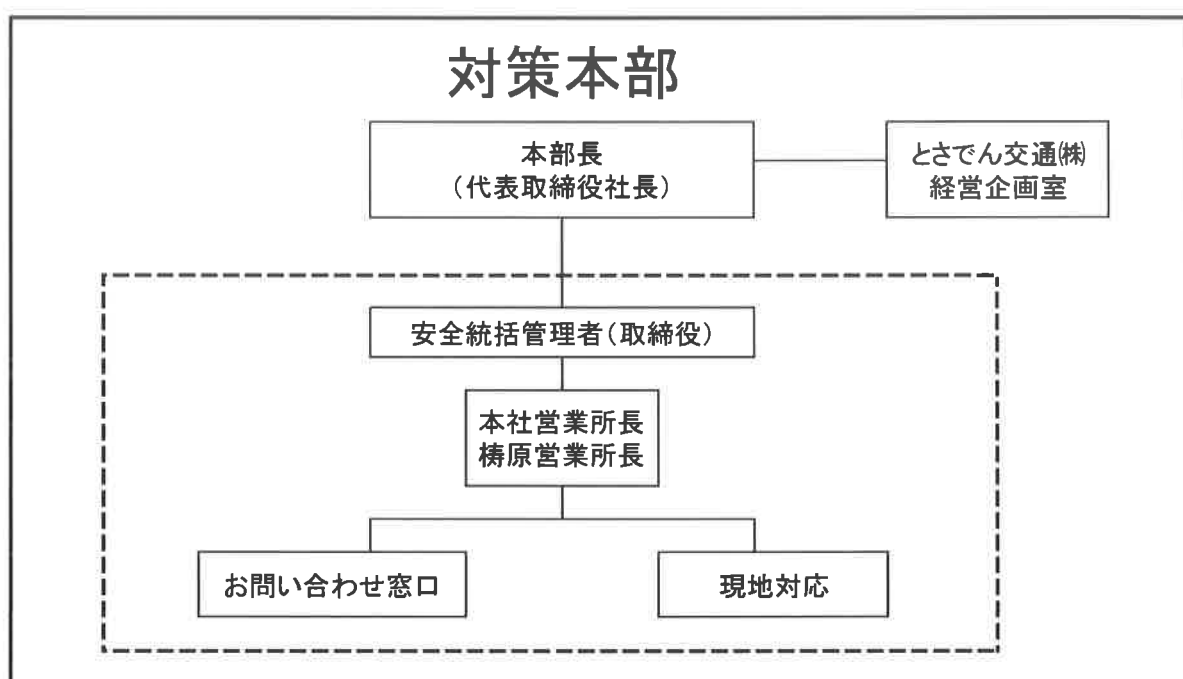 対策本部
本部長
（代表取締役社長）
とさでん交通㈱
経営企画室
安全統括管理者（取締役）
本社営業所長
梼原営業所長
お問い合わせ窓口
現地対応